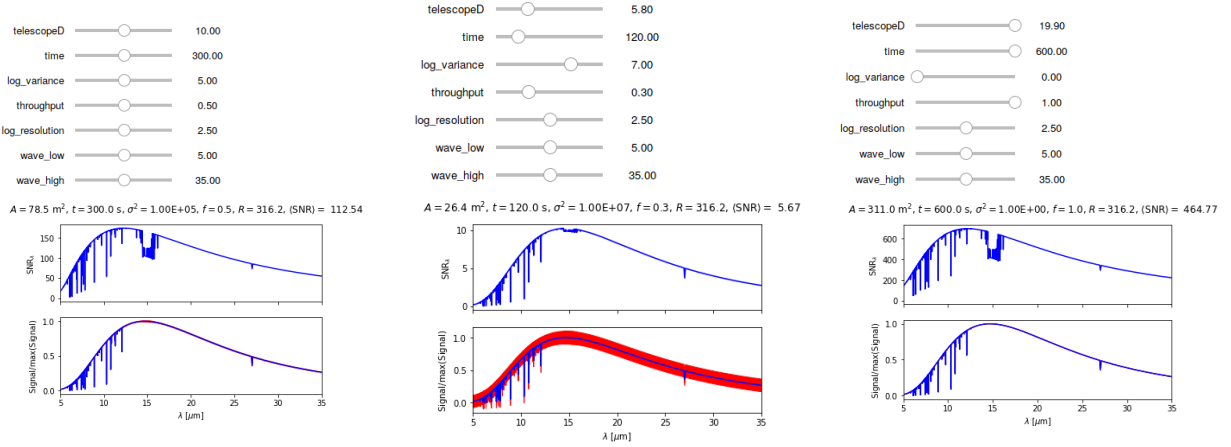 telescopeD 10.00
time 300.00
log_variance 5.00
throughput 0.50
log_resolution 2.50
wave_low 5.00
wave_high 35.00
A = 78.5 m², t = 300.0 s, σ² = 1.00E+05, f = 0.5, R = 316.2, ⟨SNR⟩ = 112.54
150
100
50
0
SNRλ
1.0
0.5
0.0
Signal/max(Signal)
5 10 15 20 25 30 35
λ [μm]
telescopeD 5.80
time 120.00
log_variance 7.00
throughput 0.30
log_resolution 2.50
wave_low 5.00
wave_high 35.00
A = 26.4 m², t = 120.0 s, σ² = 1.00E+07, f = 0.3, R = 316.2, ⟨SNR⟩ = 5.67
10
5
0
SNRλ
1.0
0.5
0.0
Signal/max(Signal)
5 10 15 20 25 30 35
λ [μm]
telescopeD 19.90
time 600.00
log_variance 0.00
throughput 1.00
log_resolution 2.50
wave_low 5.00
wave_high 35.00
A = 311.0 m², t = 600.0 s, σ² = 1.00E+00, f = 1.0, R = 316.2, ⟨SNR⟩ = 464.77
600
400
200
0
SNRλ
1.0
0.5
0.0
Signal/max(Signal)
5 10 15 20 25 30 35
λ [μm]